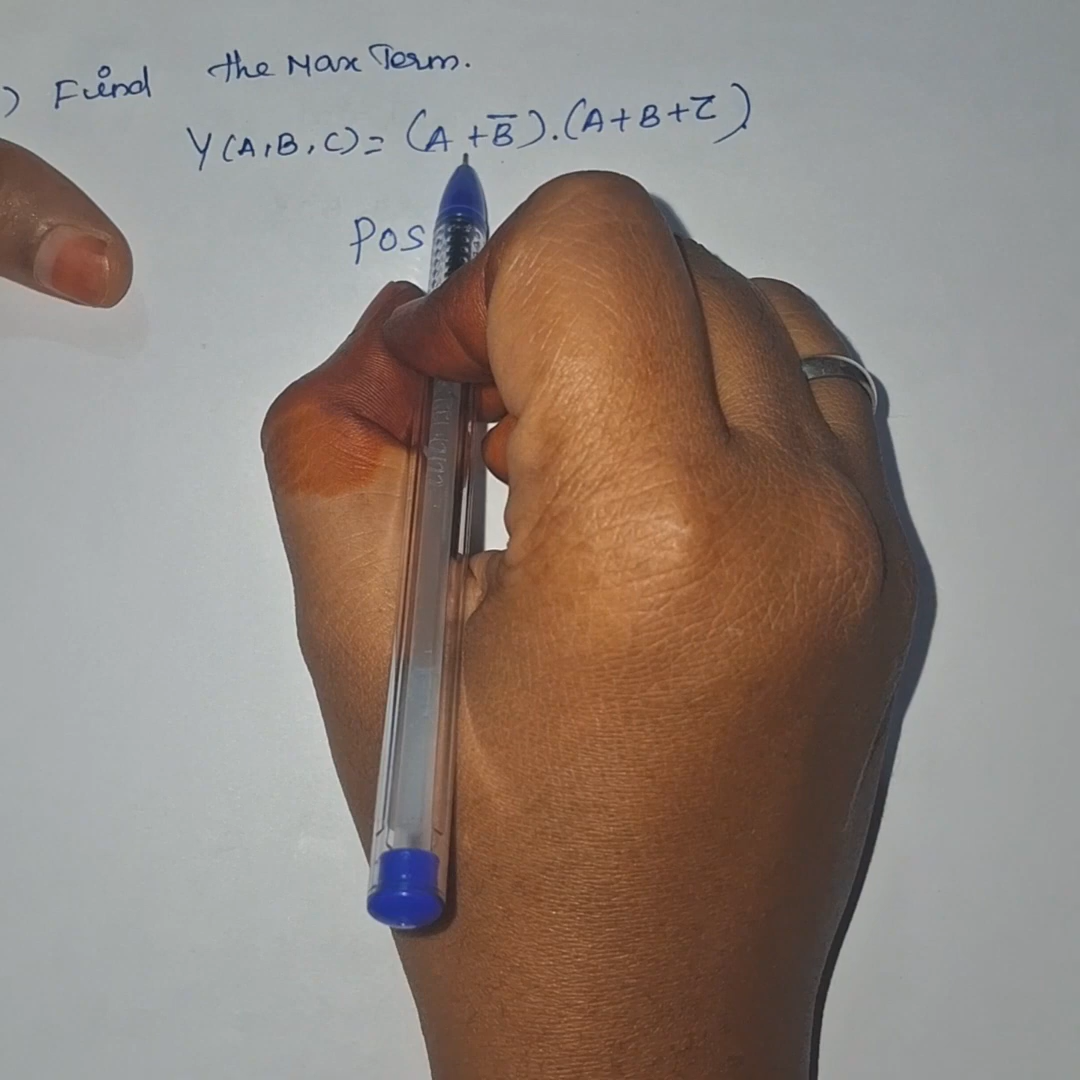 ) Find the Max Term.
Y(A,B,C)= (A+B̅).(A+B+C̅)
POS